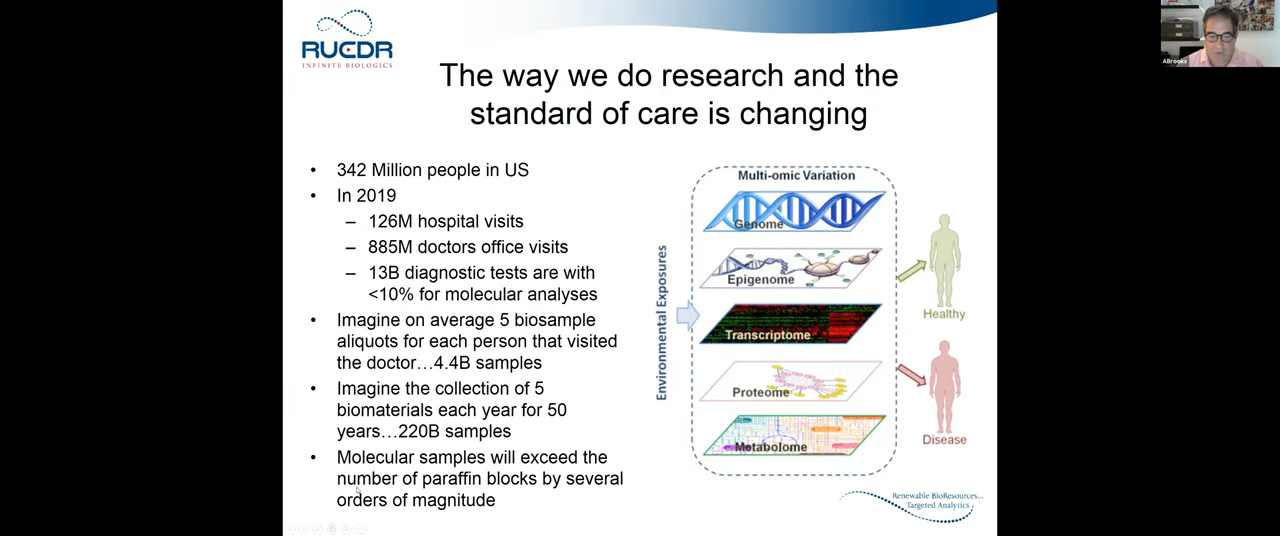 RUCDR
INFINITE BIOLOGICS
ABrooks
The way we do research and the
standard of care is changing
• 342 Million people in US
• In 2019
– 126M hospital visits
– 885M doctors office visits
– 13B diagnostic tests are with
<10% for molecular analyses
• Imagine on average 5 biosample
aliquots for each person that visited
the doctor…4.4B samples
• Imagine the collection of 5
biomaterials each year for 50
years…220B samples
• Molecular samples will exceed the
number of paraffin blocks by several
orders of magnitude
Environmental Exposures
Multi-omic Variation
Genome
Epigenome
Transcriptome
Proteome
Metabolome
Healthy
Disease
Renewable BioResources...
Targeted Analytics